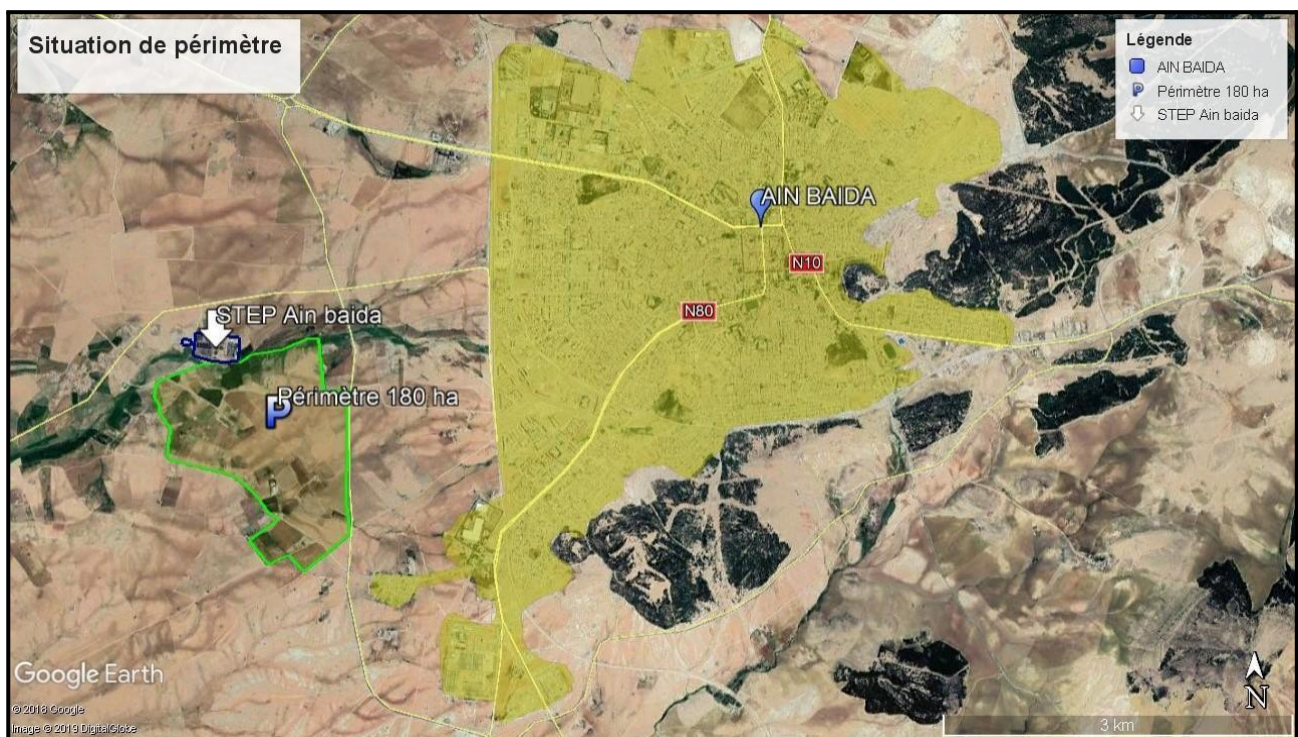 Situation de périmètre
Légende
AIN BAIDA
Périmètre 180 ha
STEP Ain baida
AIN BAIDA
N10
N80
STEP Ain baida
P
Périmètre 180 ha
Google Earth
© 2018 Google
Image © 2019 DigitalGlobe
N
3 km